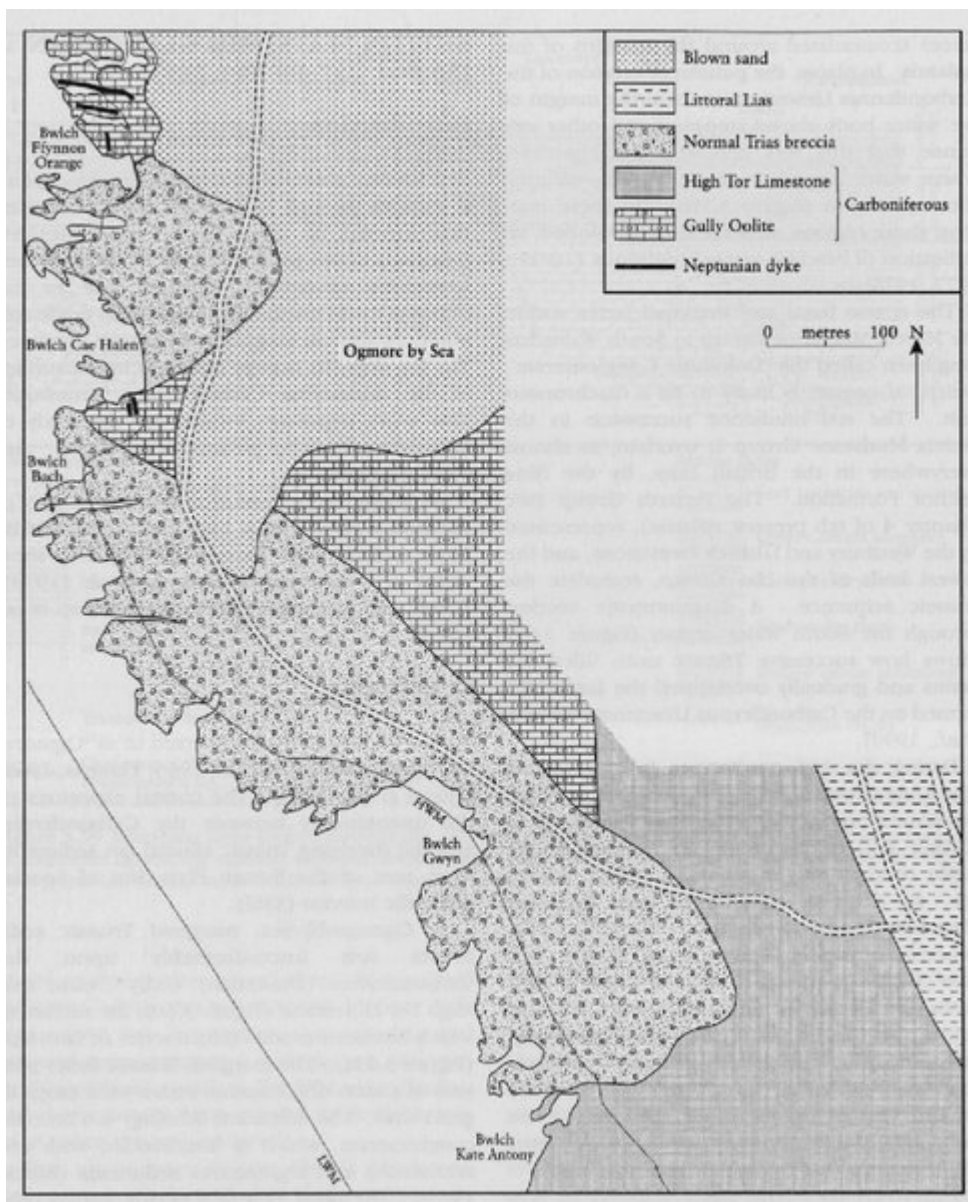 Blown sand
Littoral Lias
Normal Trias breccia
High Tor Limestone
Carboniferous
Gully Oolite
Neptunian dyke
0 metres 100 N
Bwlch
Ffynnon
Orange
Bwlch Cae Halen
Ogmore by Sea
Bwlch
Bach
HWM
Bwlch
Gwyn
Bwlch
Kate Antony
LWM